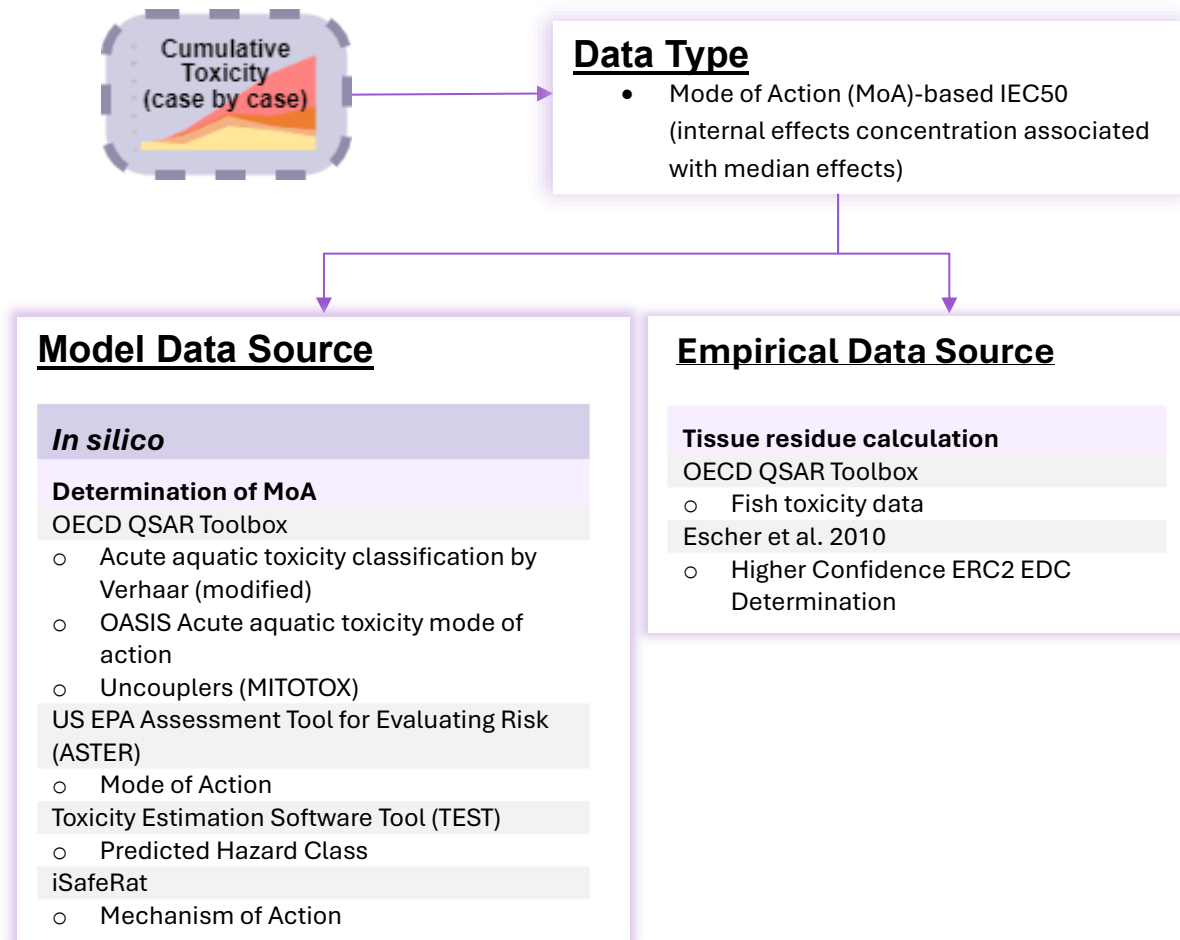 Cumulative
Toxicity
(case by case)
Data Type
• Mode of Action (MoA)-based IEC50
(internal effects concentration associated
with median effects)
Model Data Source
In silico
Determination of MoA
OECD QSAR Toolbox
o Acute aquatic toxicity classification by
Verhaar (modified)
o OASIS Acute aquatic toxicity mode of
action
o Uncouplers (MITOTOX)
US EPA Assessment Tool for Evaluating Risk
(ASTER)
o Mode of Action
Toxicity Estimation Software Tool (TEST)
o Predicted Hazard Class
iSafeRat
o Mechanism of Action
Empirical Data Source
Tissue residue calculation
OECD QSAR Toolbox
o Fish toxicity data
Escher et al. 2010
o Higher Confidence ERC2 EDC
Determination